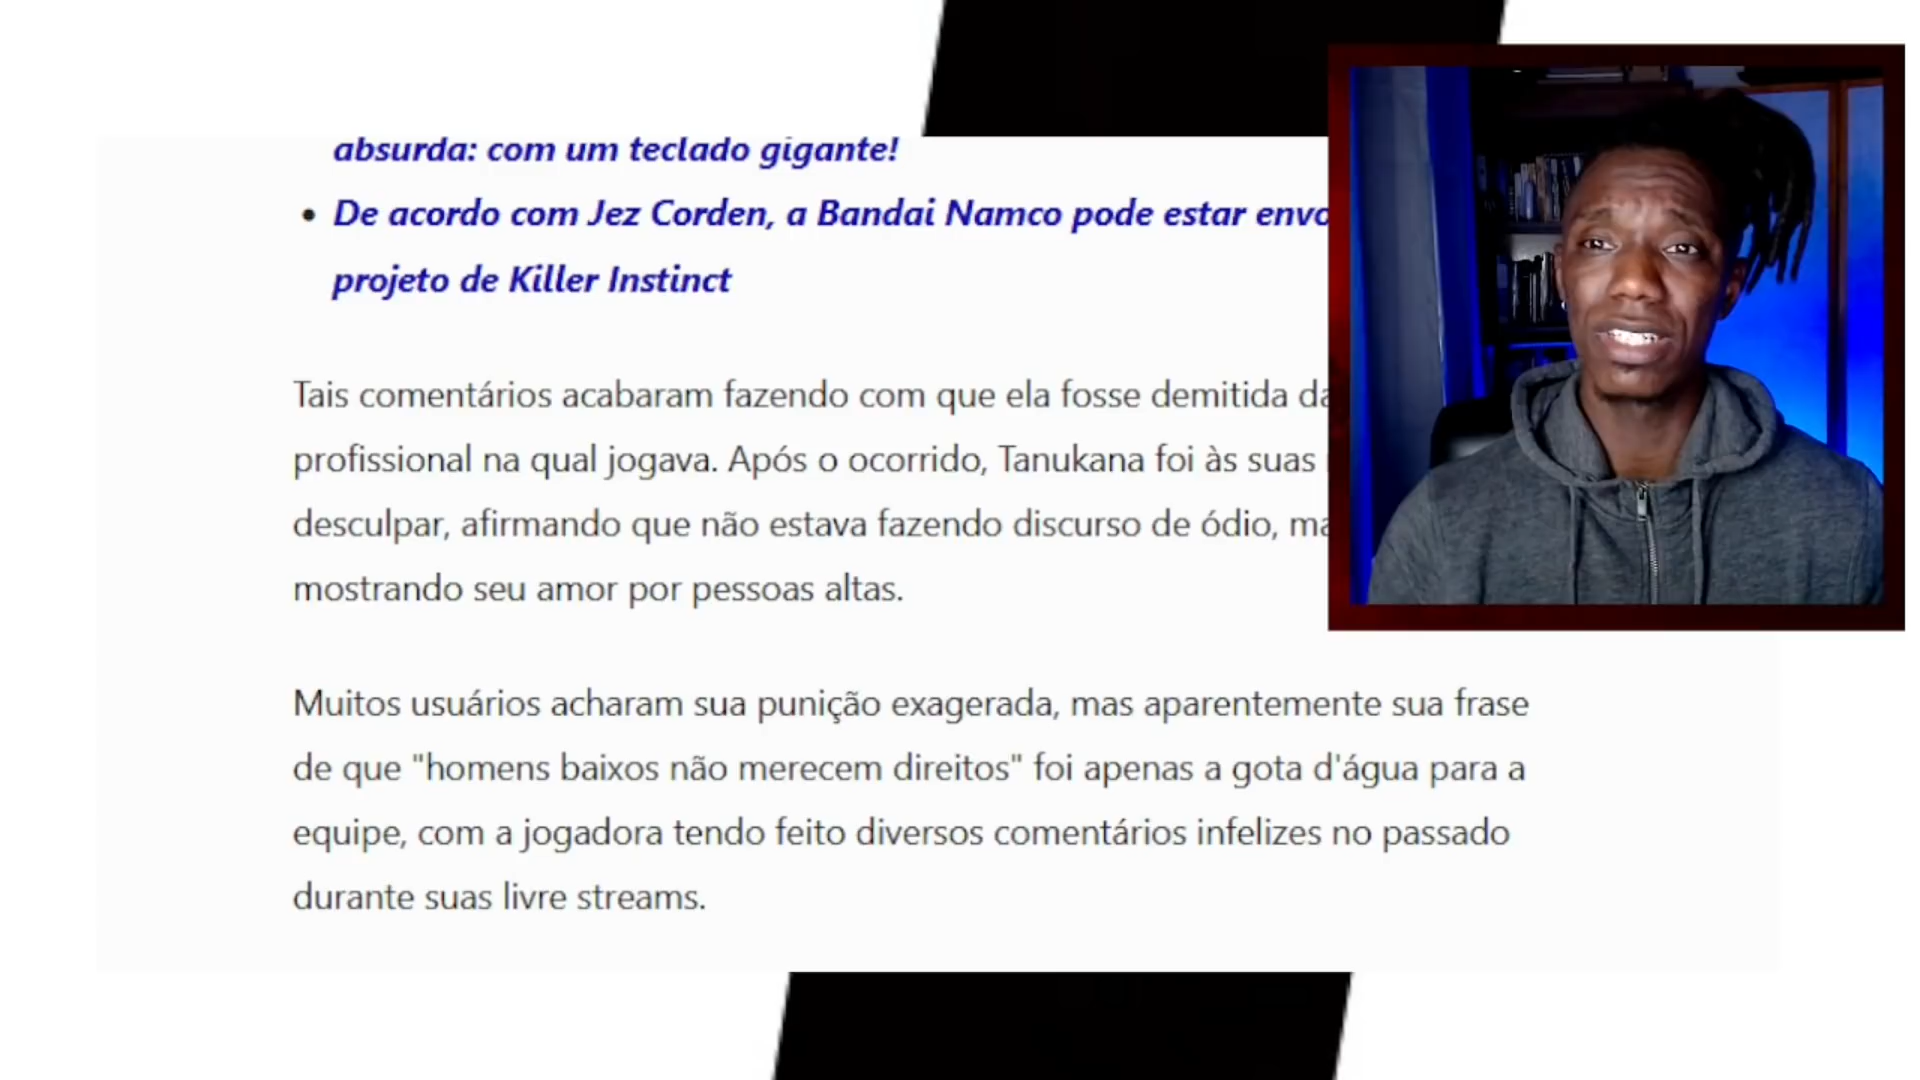 absurda: com um teclado gigante!
De acordo com Jez Corden, a Bandai Namco pode estar
projeto de Killer Instinct
Tais comentários acabaram fazendo com que ela fosse demitida
profissional na qual jogava. Após o ocorrido, Tanukana foi às suas
desculpar, afirmando que não estava fazendo discurso de ódio,
mostrando seu amor por pessoas altas.
Muitos usuários acharam sua punição exagerada, mas aparentemente sua frase
de que "homens baixos não merecem direitos" foi apenas a gota d'água para a
equipe, com a jogadora tendo feito diversos comentários infelizes no passado
durante suas livre streams.